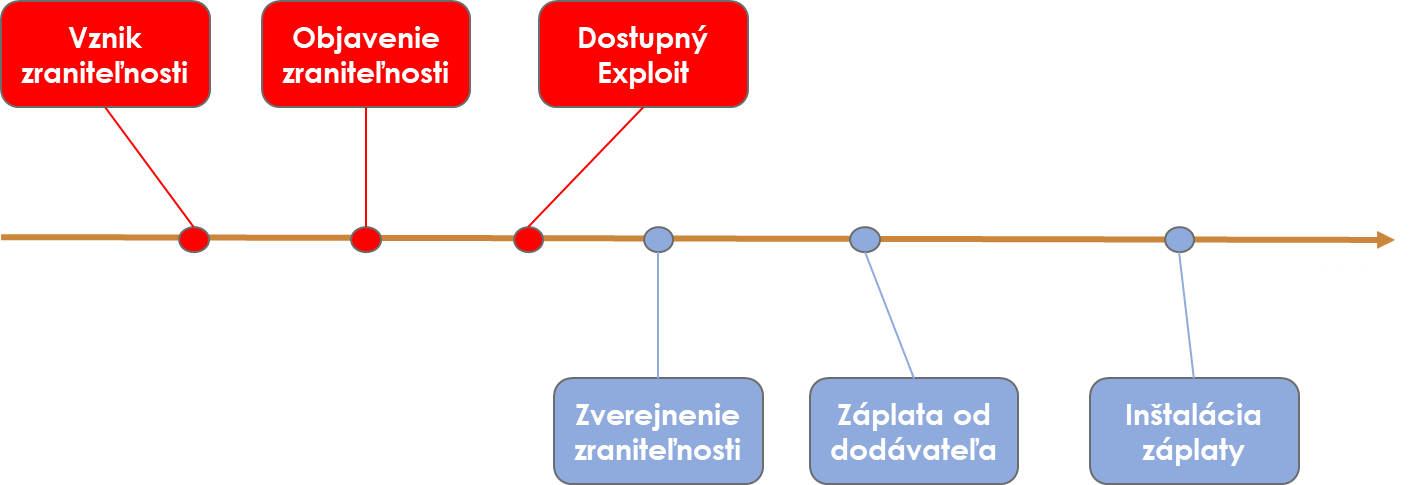 Vznik
zraniteľnosti
Objavenie
zraniteľnosti
Dostupný
Exploit
Zverejnenie
zraniteľnosti
Záplata od
dodávateľa
Inštalácia
záplaty